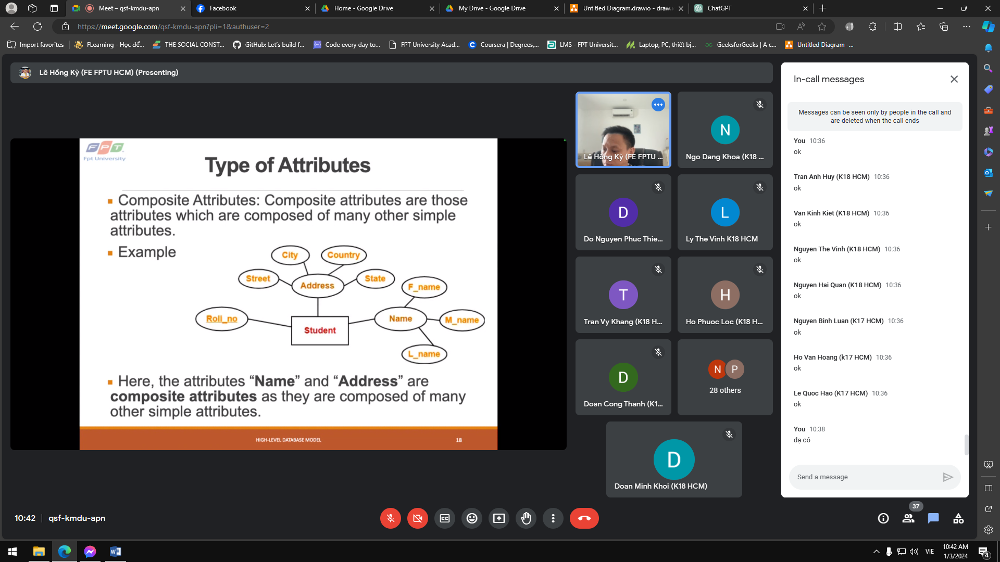 Meet – qsf-kmdu-apn
Facebook
Home - Google Drive
My Drive - Google Drive
Untitled Diagram.drawio - draw.i
ChatGPT
https://meet.google.com/qsf-kmdu-apn?pli=1&authuser=2
Import favorites
FLearning - Học để...
THE SOCIAL CONST...
GitHub: Let's build f...
Code every day to...
FPT University Acad...
Coursera | Degrees,...
LMS - FPT Universit...
Laptop, PC, thiết bị...
GeeksforGeeks | A c...
Untitled Diagram -...
Lê Hồng Kỳ (FE FPTU HCM) (Presenting)
FPT
Fpt University
Type of Attributes
Composite Attributes: Composite attributes are those
attributes which are composed of many other simple
attributes.
Example
City
Country
Street
Address
State
F_name
Roll_no
Student
Name
M_name
L_name
Here, the attributes “Name” and “Address” are
composite attributes as they are composed of many
other simple attributes.
HIGH-LEVEL DATABASE MODEL
18
Lê Hồng Kỳ (FE FPTU ...
N
Ngo Dang Khoa (K18 ...
D
Do Nguyen Phuc Thie...
L
Ly The Vinh K18 HCM
T
Tran Vy Khang (K18 H...
H
Ho Phuoc Loc (K18 H...
D
Doan Cong Thanh (K1...
N P
28 others
D
Doan Minh Khoi (K18 HCM)
In-call messages
Messages can be seen only by people in the call and
are deleted when the call ends
You 10:36
ok
Tran Anh Huy (K18 HCM) 10:36
ok
Van Kinh Kiet (K18 HCM) 10:36
ok
Nguyen The Vinh (K18 HCM) 10:36
ok
Nguyen Hai Quan (K18 HCM) 10:36
ok
Nguyen Binh Luan (K17 HCM) 10:36
ok
Ho Van Hoang (k17 HCM) 10:36
ok
Le Quoc Hao (K17 HCM) 10:36
ok
You 10:38
dạ có
Send a message
10:42 | qsf-kmdu-apn
37
VIE
10:42 AM
1/3/2024
4